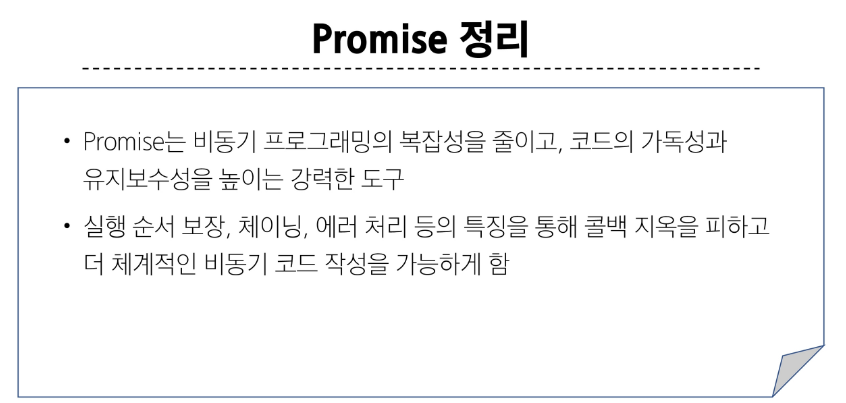 Promise 정리
• Promise는 비동기 프로그래밍의 복잡성을 줄이고, 코드의 가독성과
유지보수성을 높이는 강력한 도구
• 실행 순서 보장, 체이닝, 에러 처리 등의 특징을 통해 콜백 지옥을 피하고
더 체계적인 비동기 코드 작성을 가능하게 함